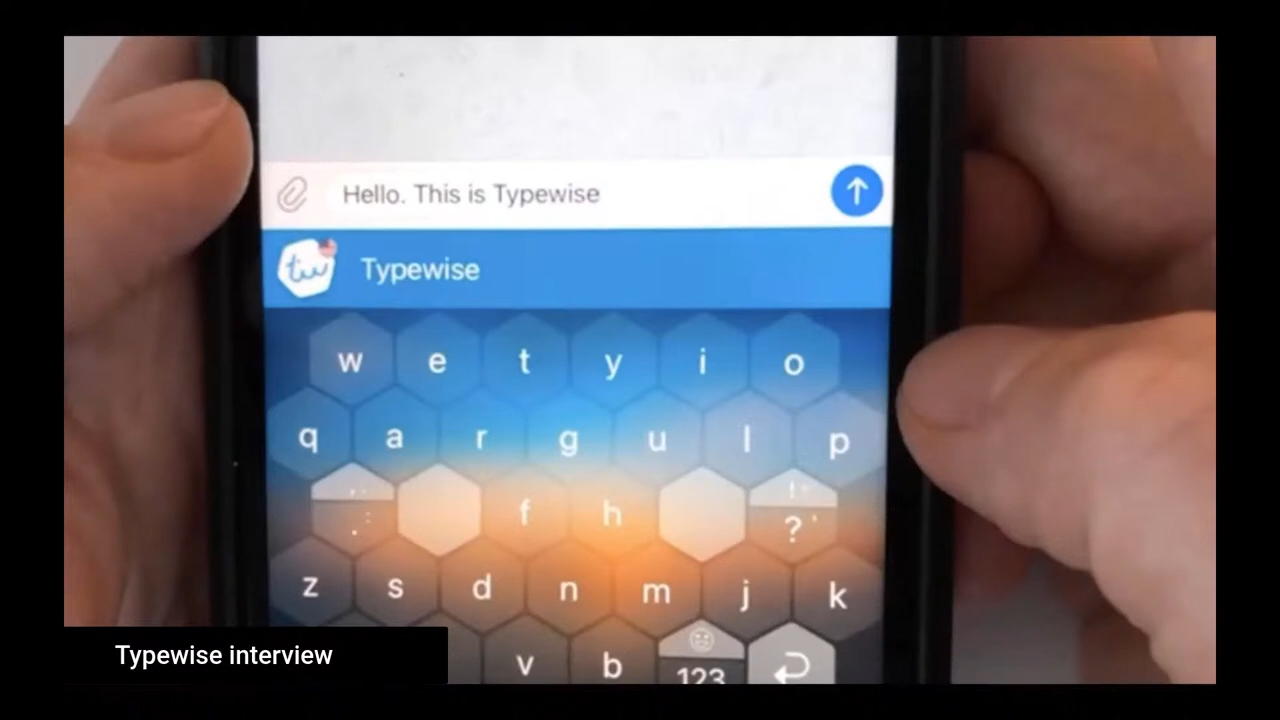 Hello. This is Typewise
tw Typewise
w e t y i o
q a r g u l p
. : f h ? '
z s d n m j k
v b 123
Typewise interview